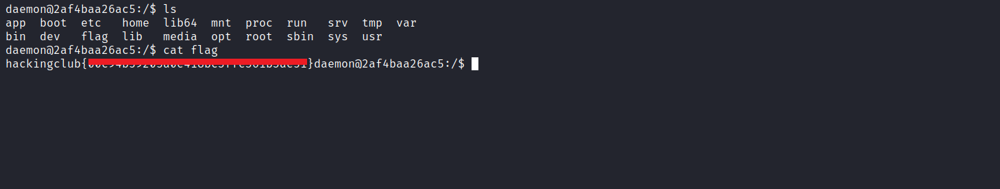 daemon@2af4baa26ac5:/$ ls
app boot etc home lib64 mnt proc run srv tmp var
bin dev flag lib media opt root sbin sys usr
daemon@2af4baa26ac5:/$ cat flag
hackingclub{ }daemon@2af4baa26ac5:/$